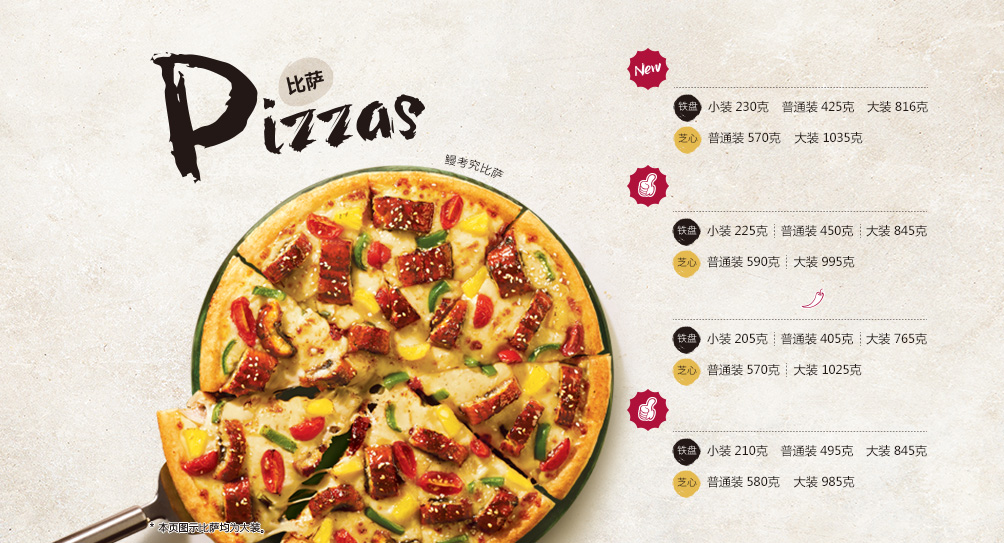 Pizzas
比萨
鳗考究比萨
New
铁盘 小装 230克 普通装 425克 大装 816克
芝心 普通装 570克 大装 1035克
铁盘 小装 225克 普通装 450克 大装 845克
芝心 普通装 590克 大装 995克
铁盘 小装 205克 普通装 405克 大装 765克
芝心 普通装 570克 大装 1025克
铁盘 小装 210克 普通装 495克 大装 845克
芝心 普通装 580克 大装 985克
* 本页图示比萨均为大装。